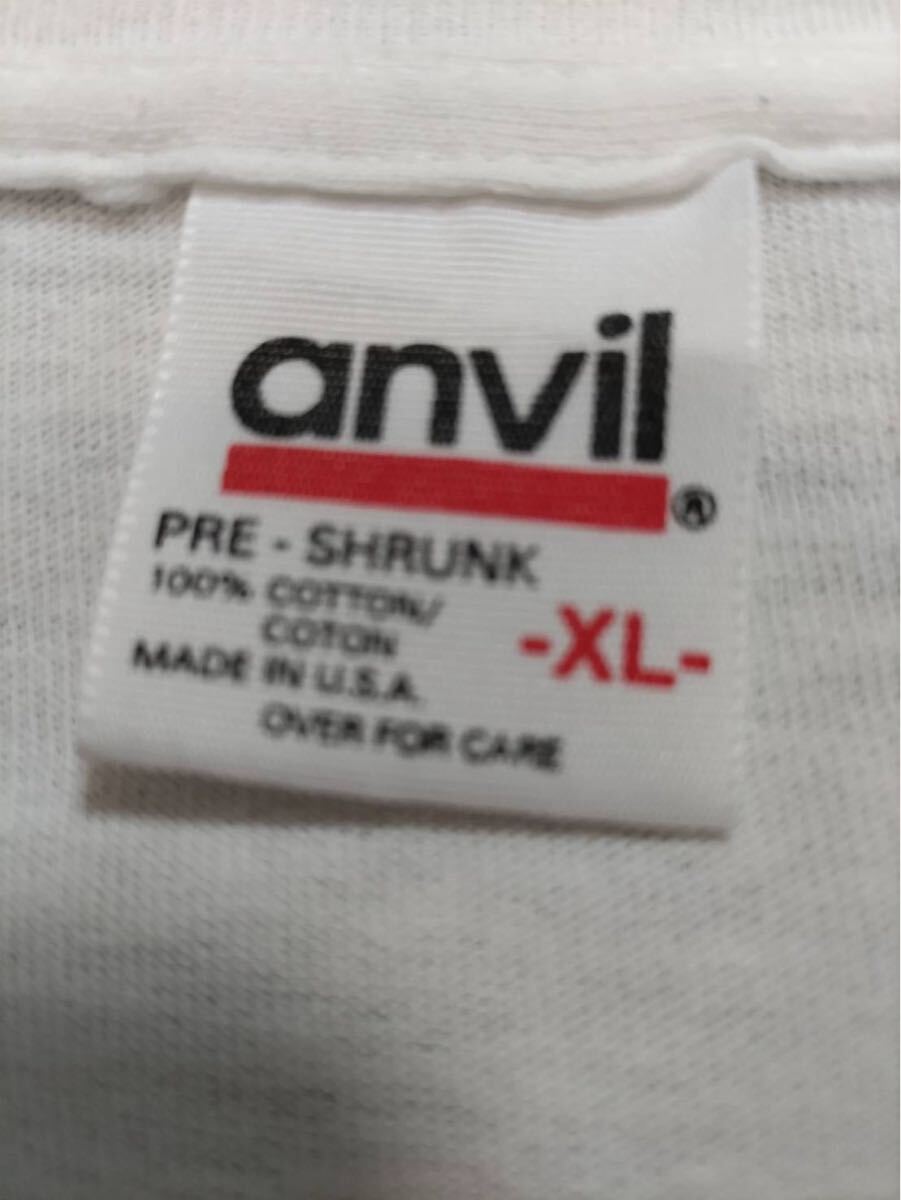 anvil®
PRE - SHRUNK
100% COTTON/
COTON
-XL-
MADE IN U.S.A.
OVER FOR CARE